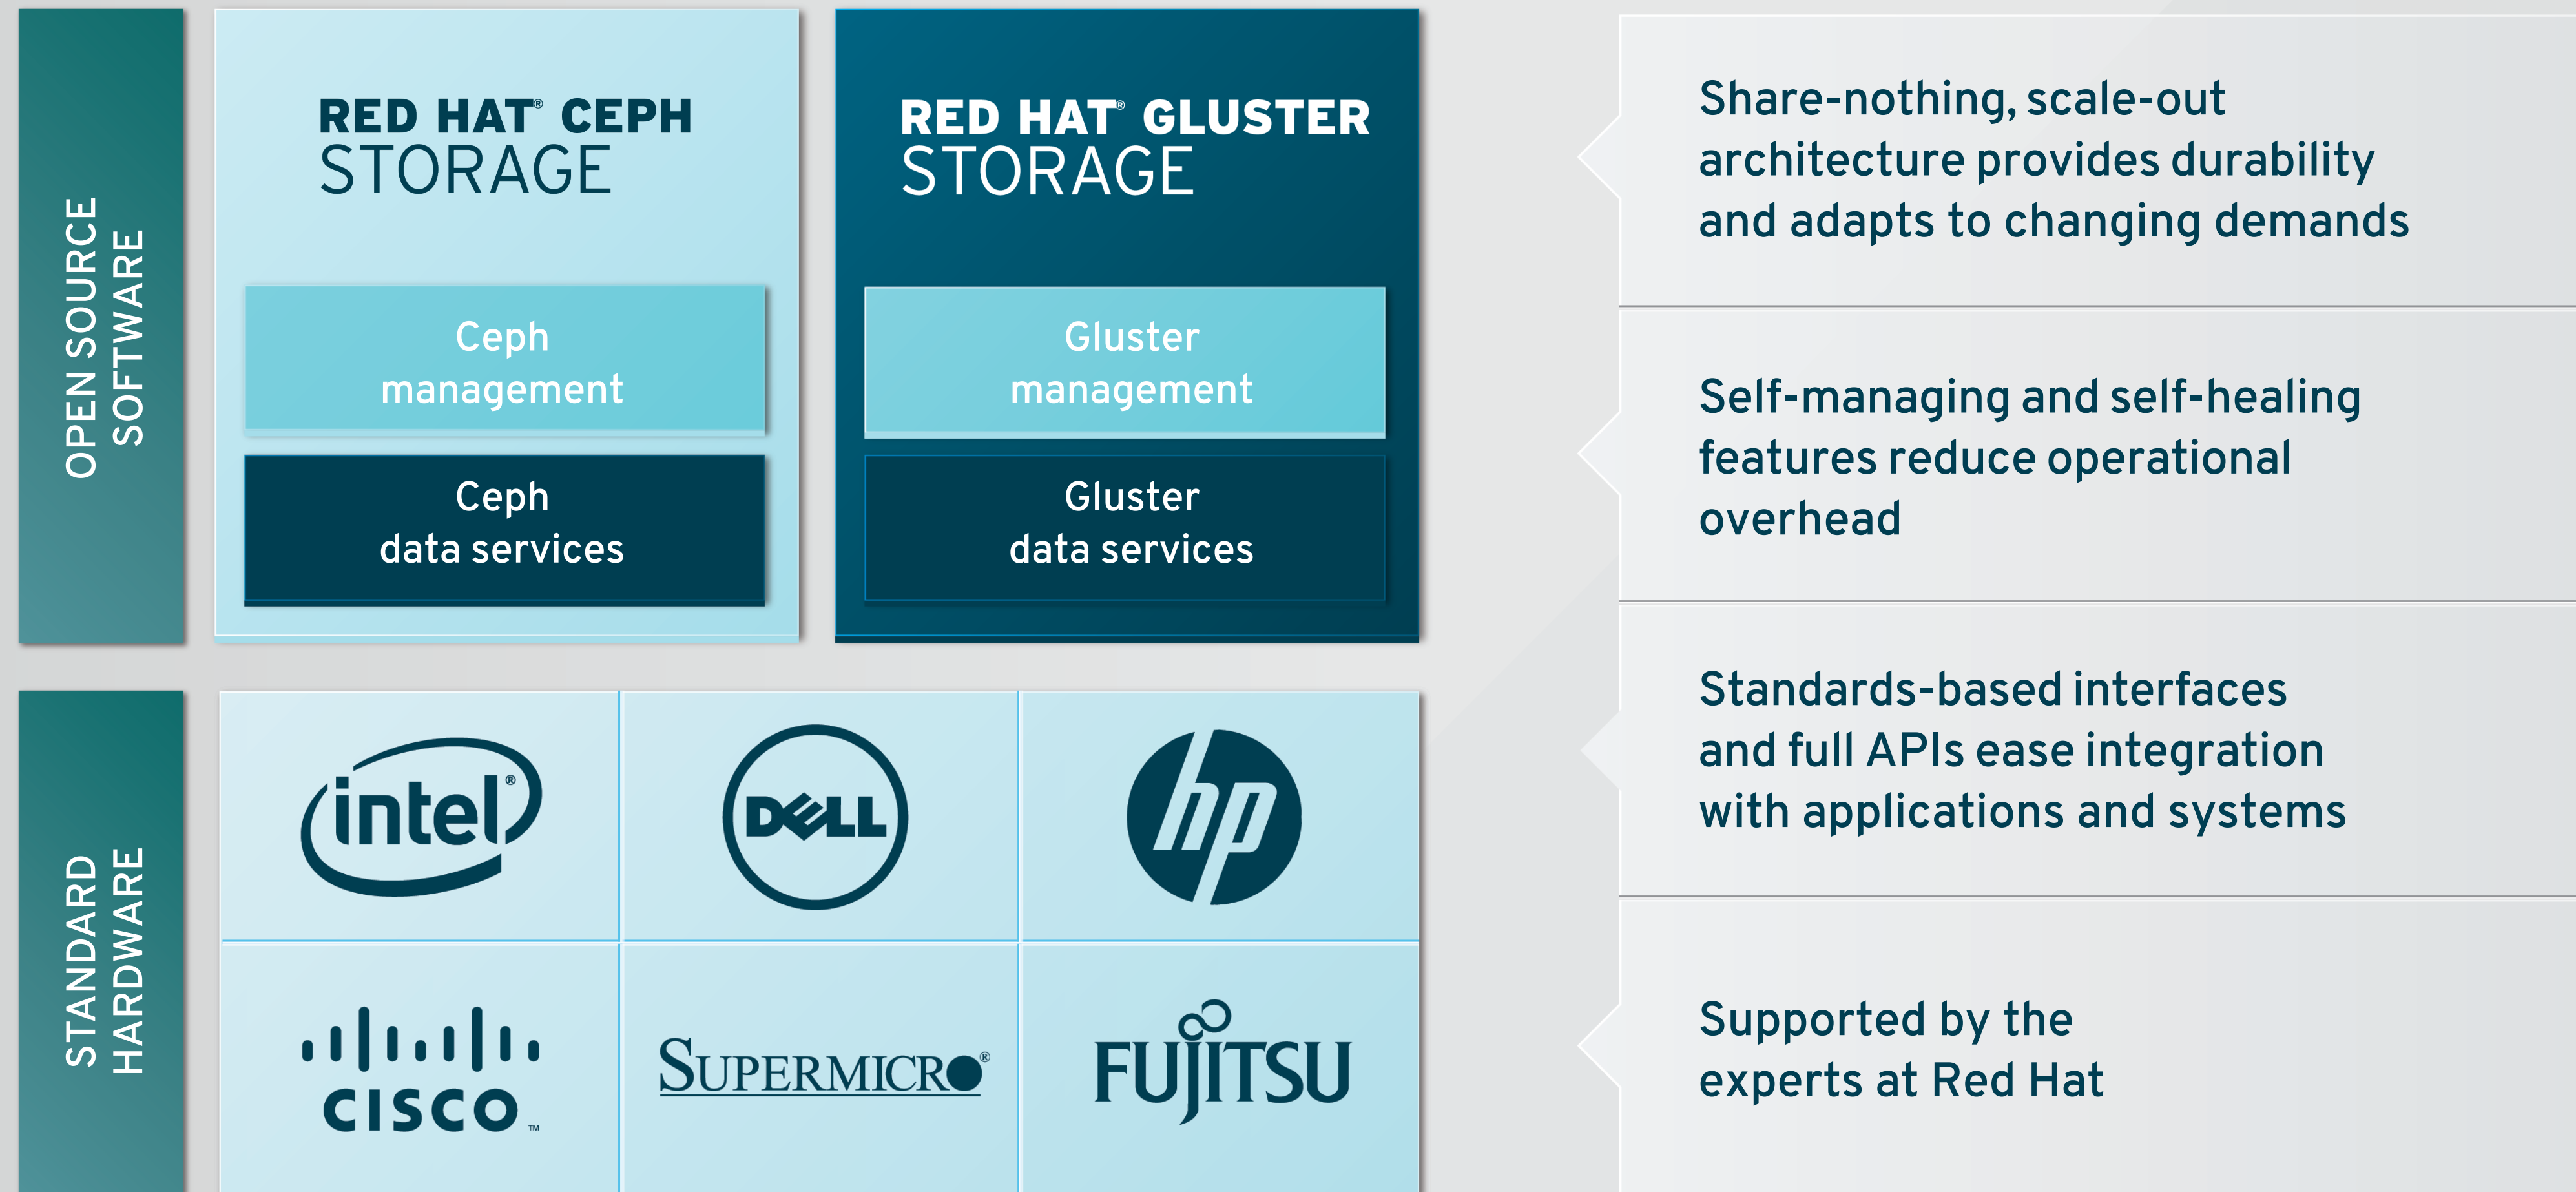 OPEN SOURCE
SOFTWARE
RED HAT® CEPH
STORAGE
Ceph
management
Ceph
data services
RED HAT® GLUSTER
STORAGE
Gluster
management
Gluster
data services
STANDARD
HARDWARE
intel®
DELL
hp
CISCO™
SUPERMICRO®
FUJITSU
Share-nothing, scale-out
architecture provides durability
and adapts to changing demands
Self-managing and self-healing
features reduce operational
overhead
Standards-based interfaces
and full APIs ease integration
with applications and systems
Supported by the
experts at Red Hat